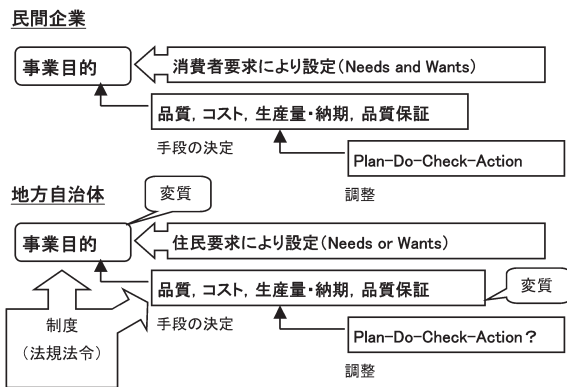 民間企業
事業目的
消費者要求により設定(Needs and Wants)
品質, コスト, 生産量・納期, 品質保証
手段の決定
Plan-Do-Check-Action
調整
地方自治体
変質
事業目的
住民要求により設定(Needs or Wants)
品質, コスト, 生産量・納期, 品質保証
変質
制度
(法規法令)
手段の決定
Plan-Do-Check-Action?
調整